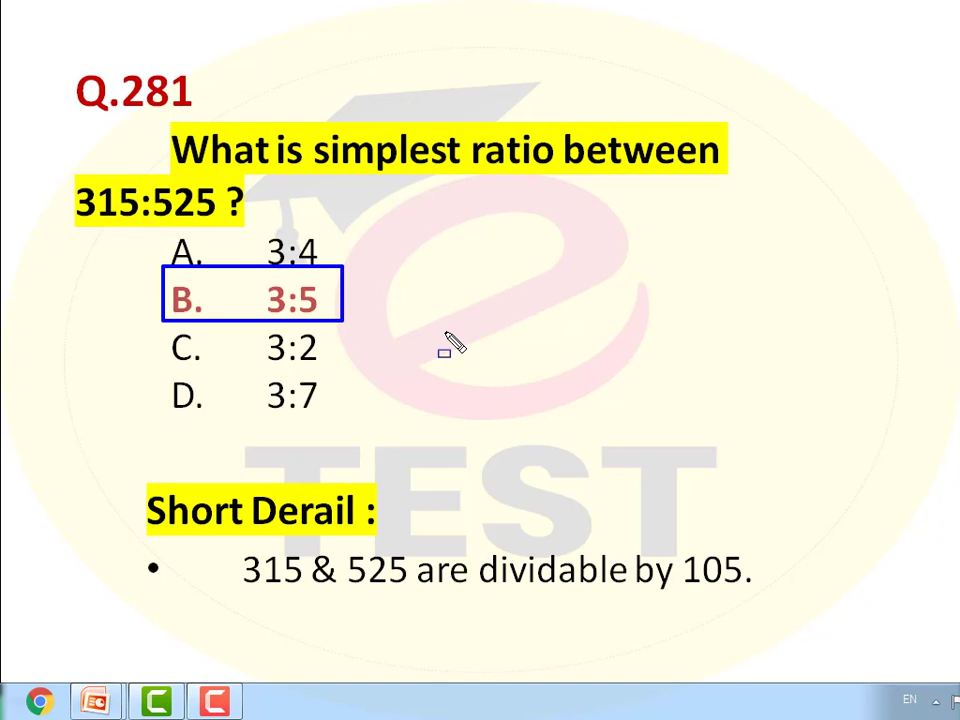 Q.281
What is simplest ratio between
315:525 ?
A. 3:4
B. 3:5
C. 3:2
D. 3:7
e
TEST
Short Derail :
• 315 & 525 are dividable by 105.
EN